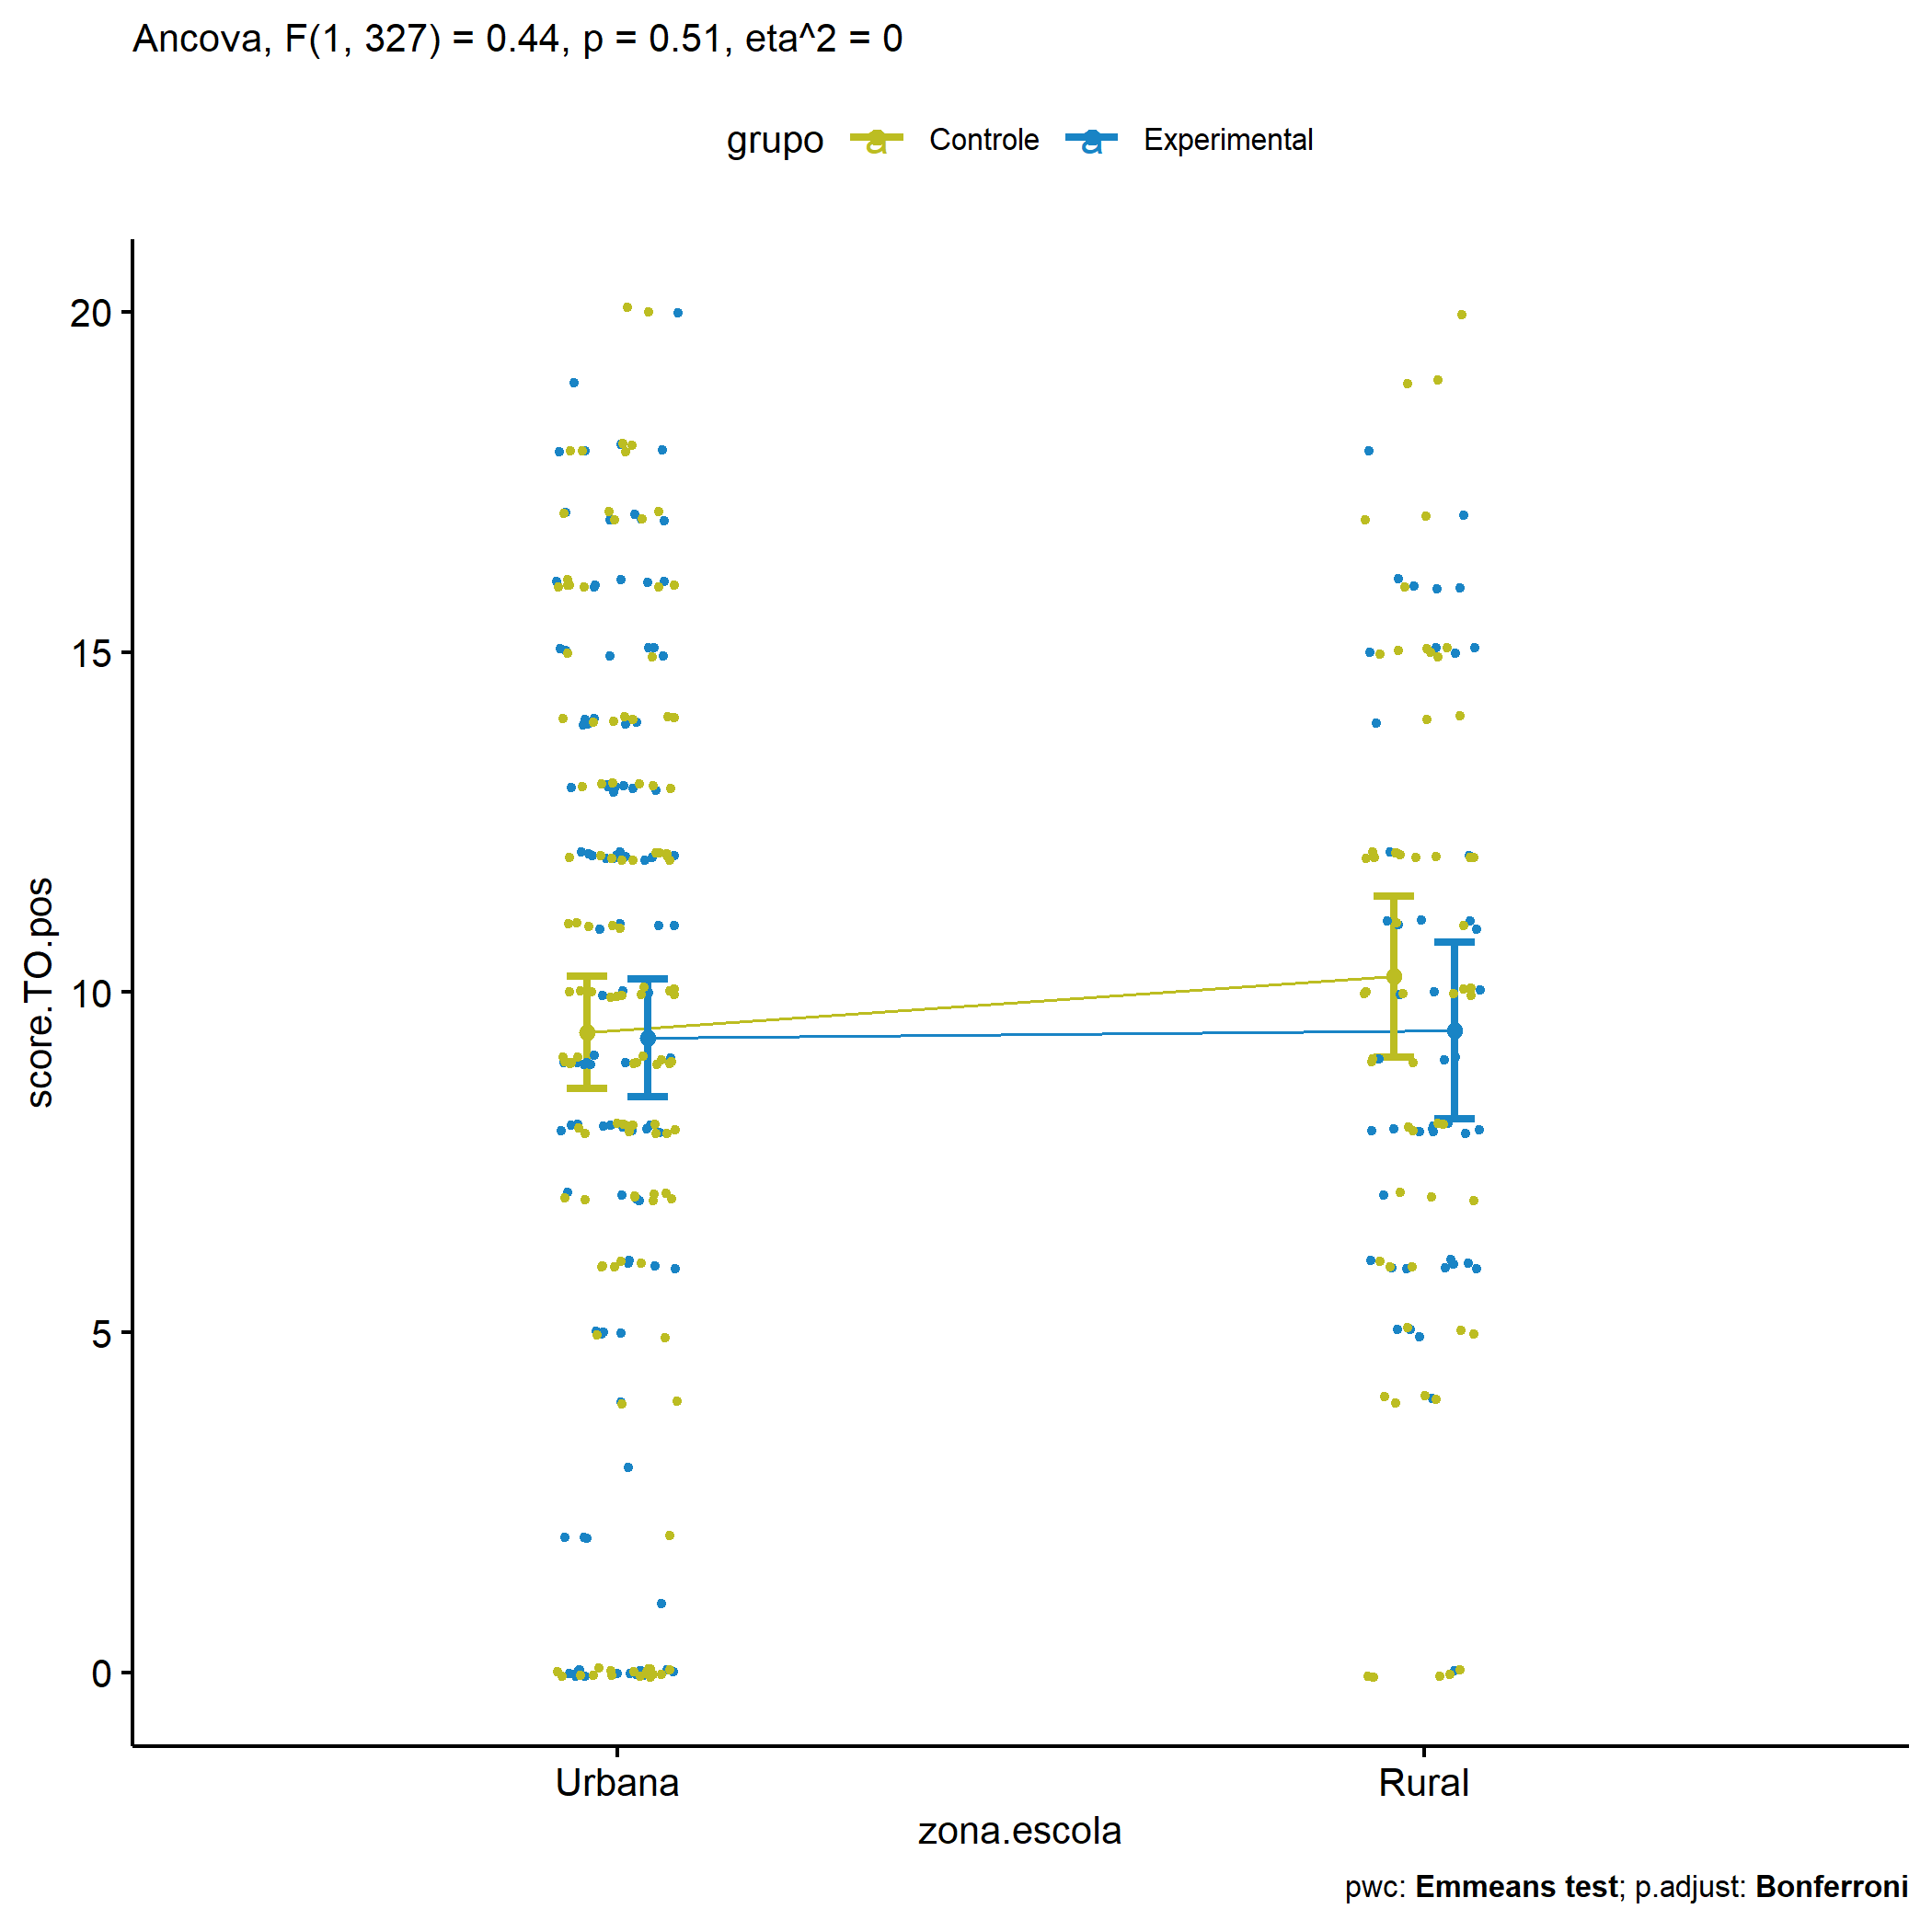 Ancova, F(1, 327) = 0.44, p = 0.51, eta^2 = 0
grupo a Controle a Experimental
20
15
10
5
0
score.TO.pos
Urbana Rural
zona.escola
pwc: Emmeans test; p.adjust: Bonferroni